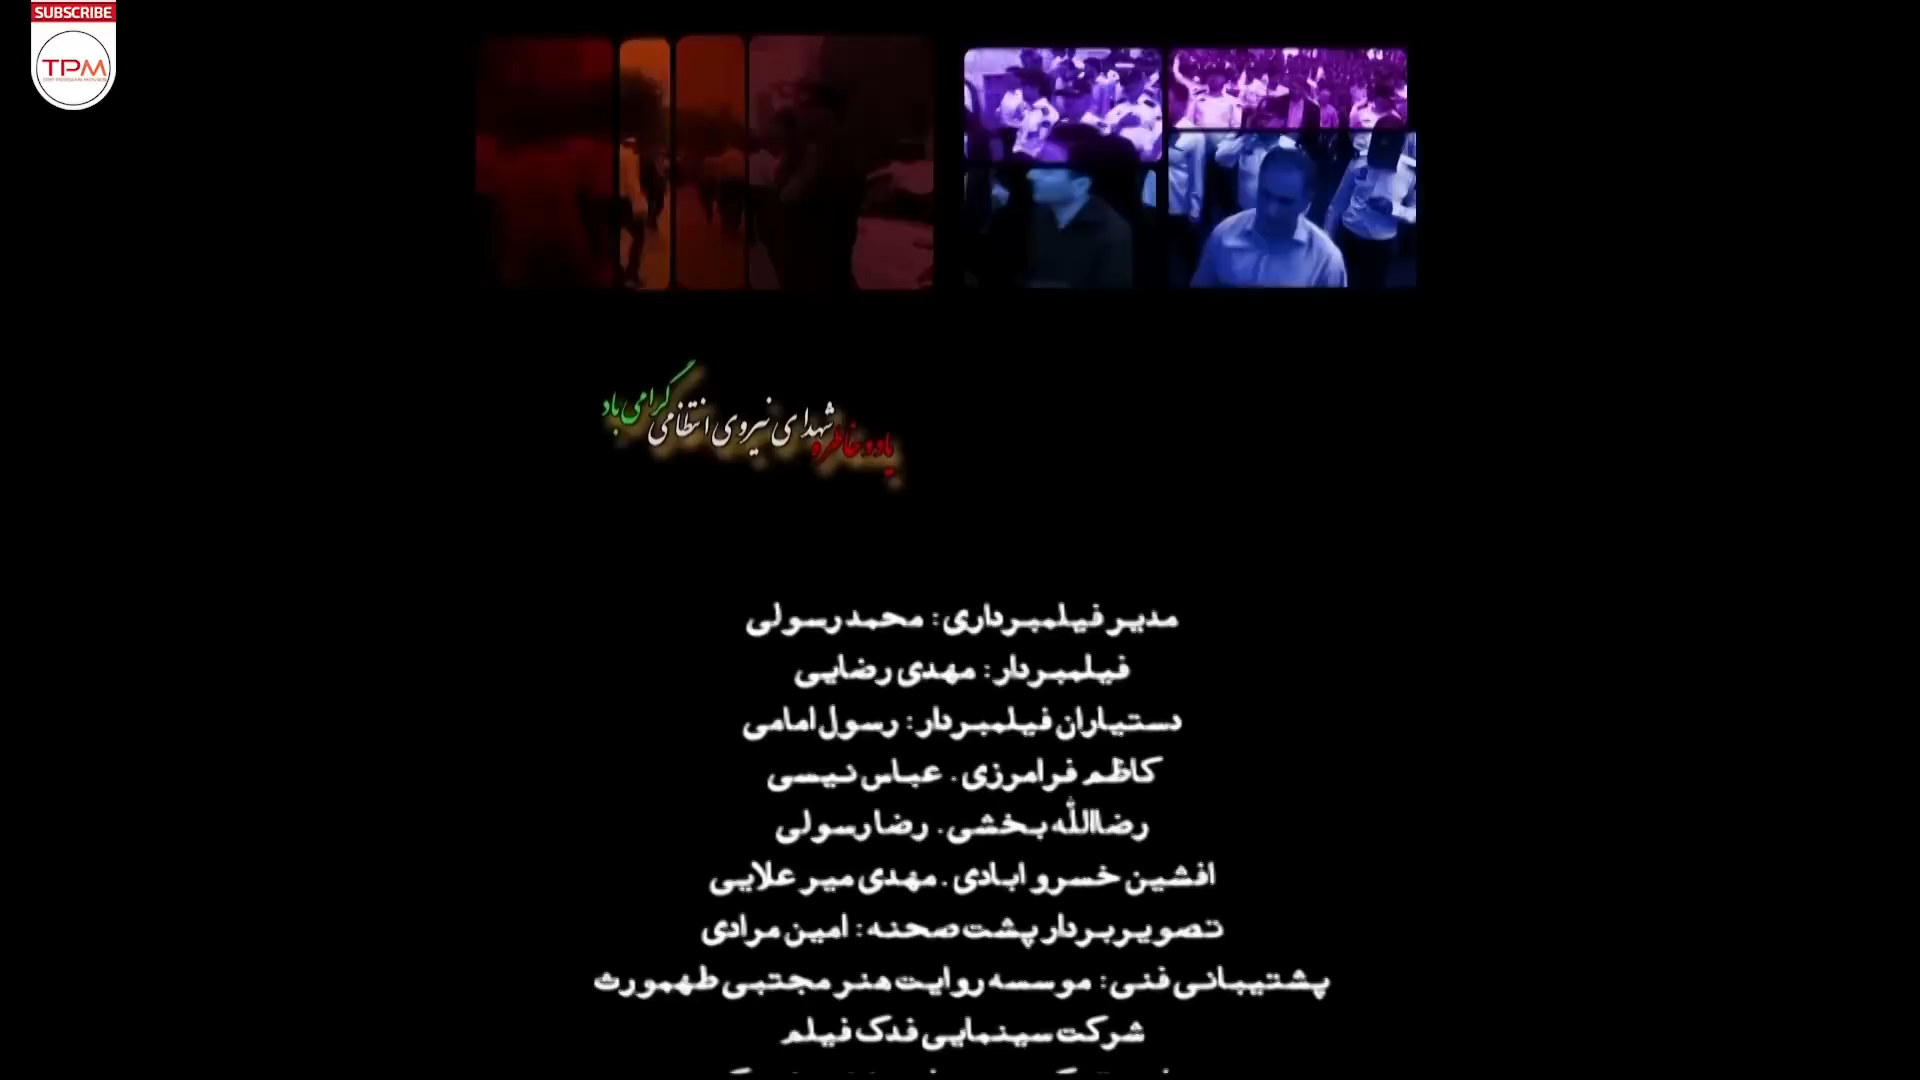 SUBSCRIBE
TPM
یاد و خاطره شهدای نیروی انتظامی گرامی باد
مدیر فیلمبرداری: محمد رسولی
فیلمبردار: مهدی رضایی
دستیاران فیلمبردار: رسول امامی
کاظم فرامرزی . عباس نیسی
رضاالله بخشی . رضا رسولی
افشین خسرو ابادی . مهدی میر علایی
تصویربردار پشت صحنه: امین مرادی
پشتیبانی فنی: موسسه روایت هنر مجتبی طهمورث
شرکت سینمایی فدک فیلم